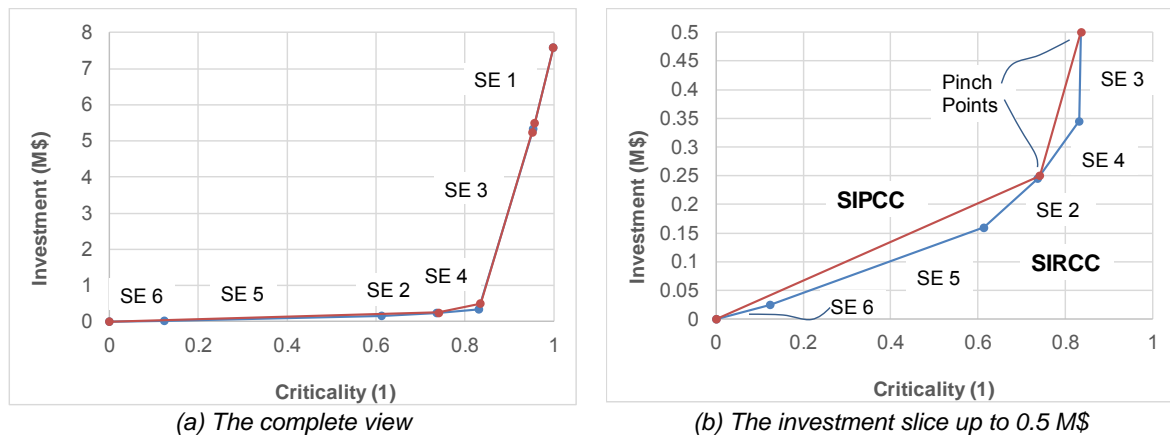 8
7
6
5
4
3
2
1
0
0 0.2 0.4 0.6 0.8 1
Investment (M$)
Criticality (1)
SE 1
SE 3
SE 4
SE 2
SE 5
SE 6
(a) The complete view
0.5
0.45
0.4
0.35
0.3
0.25
0.2
0.15
0.1
0.05
0
0 0.2 0.4 0.6 0.8 1
Investment (M$)
Criticality (1)
Pinch
Points
SE 3
SE 4
SIPCC
SE 2
SIRCC
SE 5
SE 6
(b) The investment slice up to 0.5 M$